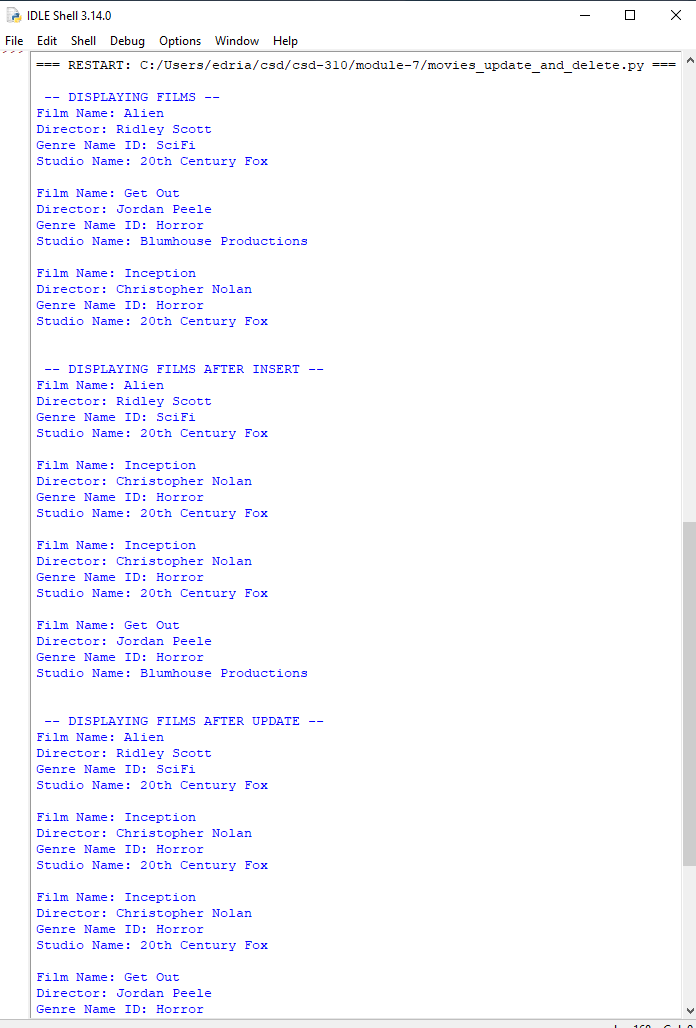 IDLE Shell 3.14.0
File Edit Shell Debug Options Window Help
=== RESTART: C:/Users/edria/csd/csd-310/module-7/movies_update_and_delete.py ===
-- DISPLAYING FILMS --
Film Name: Alien
Director: Ridley Scott
Genre Name ID: SciFi
Studio Name: 20th Century Fox
Film Name: Get Out
Director: Jordan Peele
Genre Name ID: Horror
Studio Name: Blumhouse Productions
Film Name: Inception
Director: Christopher Nolan
Genre Name ID: Horror
Studio Name: 20th Century Fox
-- DISPLAYING FILMS AFTER INSERT --
Film Name: Alien
Director: Ridley Scott
Genre Name ID: SciFi
Studio Name: 20th Century Fox
Film Name: Inception
Director: Christopher Nolan
Genre Name ID: Horror
Studio Name: 20th Century Fox
Film Name: Inception
Director: Christopher Nolan
Genre Name ID: Horror
Studio Name: 20th Century Fox
Film Name: Get Out
Director: Jordan Peele
Genre Name ID: Horror
Studio Name: Blumhouse Productions
-- DISPLAYING FILMS AFTER UPDATE --
Film Name: Alien
Director: Ridley Scott
Genre Name ID: SciFi
Studio Name: 20th Century Fox
Film Name: Inception
Director: Christopher Nolan
Genre Name ID: Horror
Studio Name: 20th Century Fox
Film Name: Inception
Director: Christopher Nolan
Genre Name ID: Horror
Studio Name: 20th Century Fox
Film Name: Get Out
Director: Jordan Peele
Genre Name ID: Horror